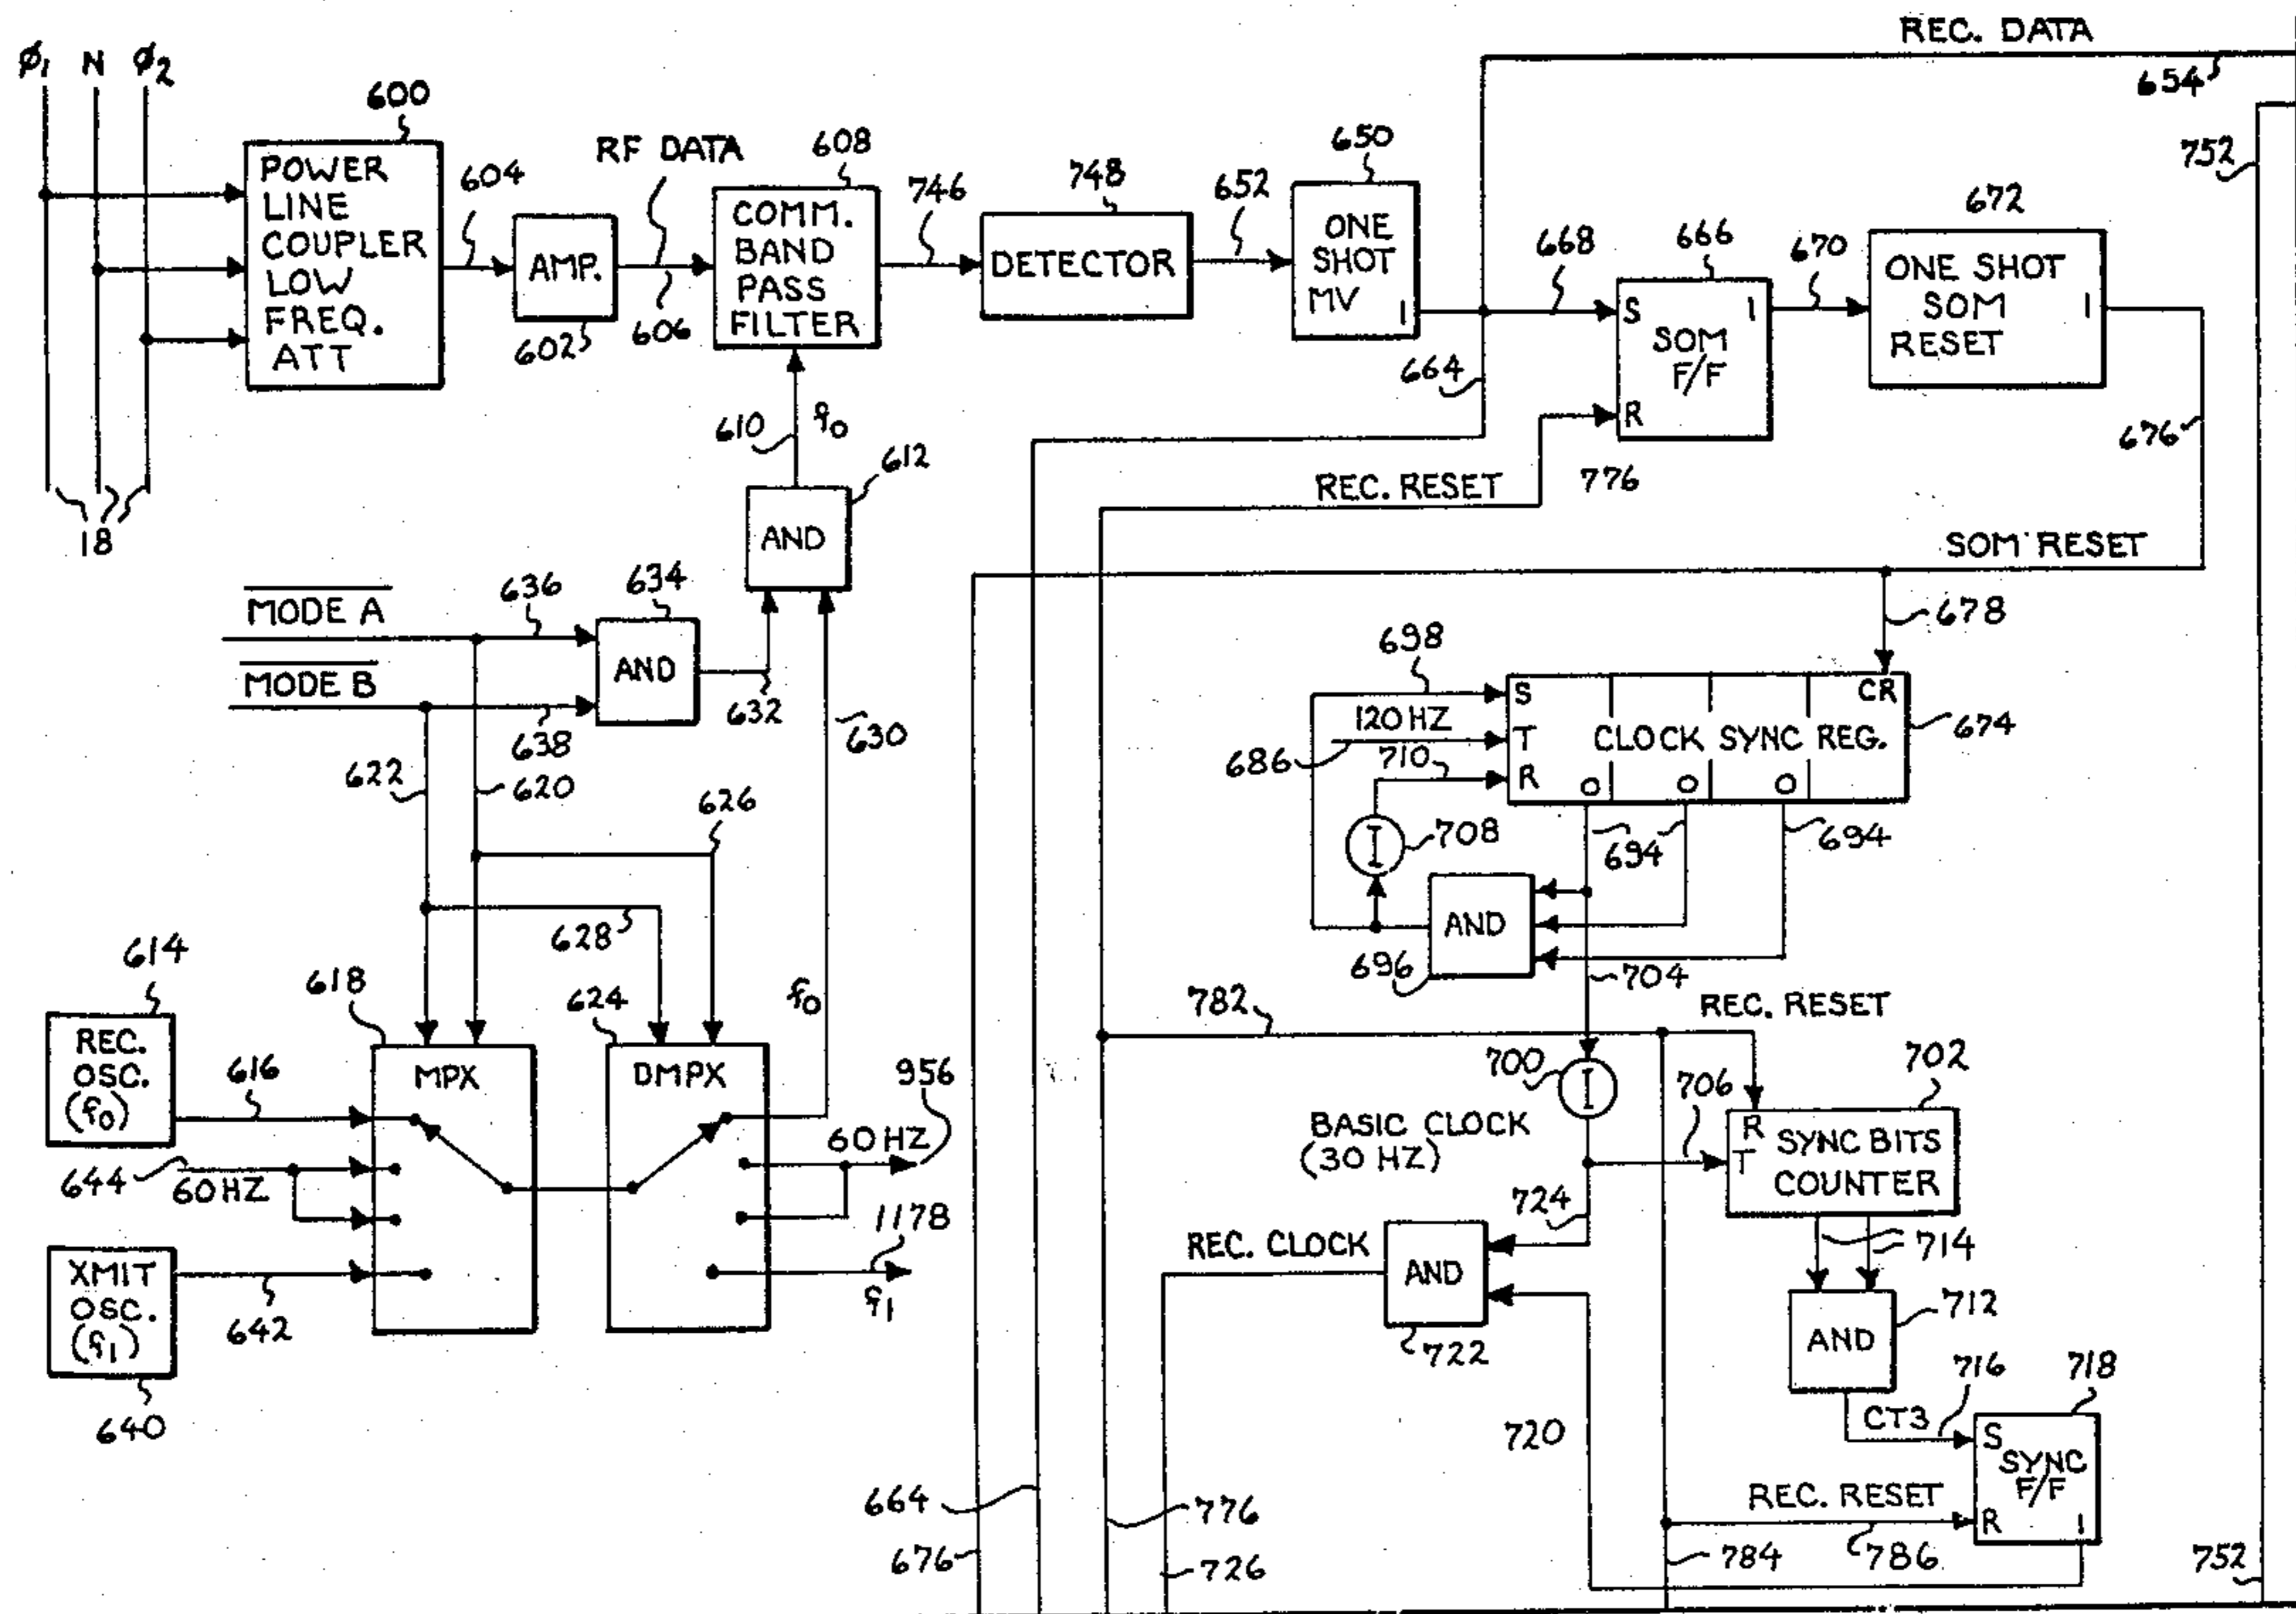 REC. DATA
654
752
Ø1 N Ø2
18
600
POWER
LINE
COUPLER
LOW
FREQ.
ATT
604
AMP.
602
RF DATA
606
608
COMM.
BAND
PASS
FILTER
746
748
DETECTOR
652
650
ONE
SHOT
MV
1
664
668
666
S
1
SOM
F/F
R
670
672
ONE SHOT
SOM
RESET
1
676
610
f0
612
AND
REC. RESET
776
SOM RESET
678
MODE A
636
634
MODE B
638
AND
632
630
622
620
626
628
698
S
120 HZ
T
686
710
R
CLOCK SYNC REG.
CR
674
0
0
0
708
I
694
694
AND
696
704
614
REC.
OSC.
(f0)
616
618
MPX
624
DMPX
f0
644
60HZ
956
60HZ
1178
f1
640
XMIT
OSC.
(f1)
642
782
REC. RESET
700
I
706
702
R
T
SYNC BITS
COUNTER
BASIC CLOCK
(30 HZ)
724
REC. CLOCK
AND
722
714
AND
712
CT3
716
718
S
SYNC
F/F
R
1
720
REC. RESET
786
784
664
676
776
726
752